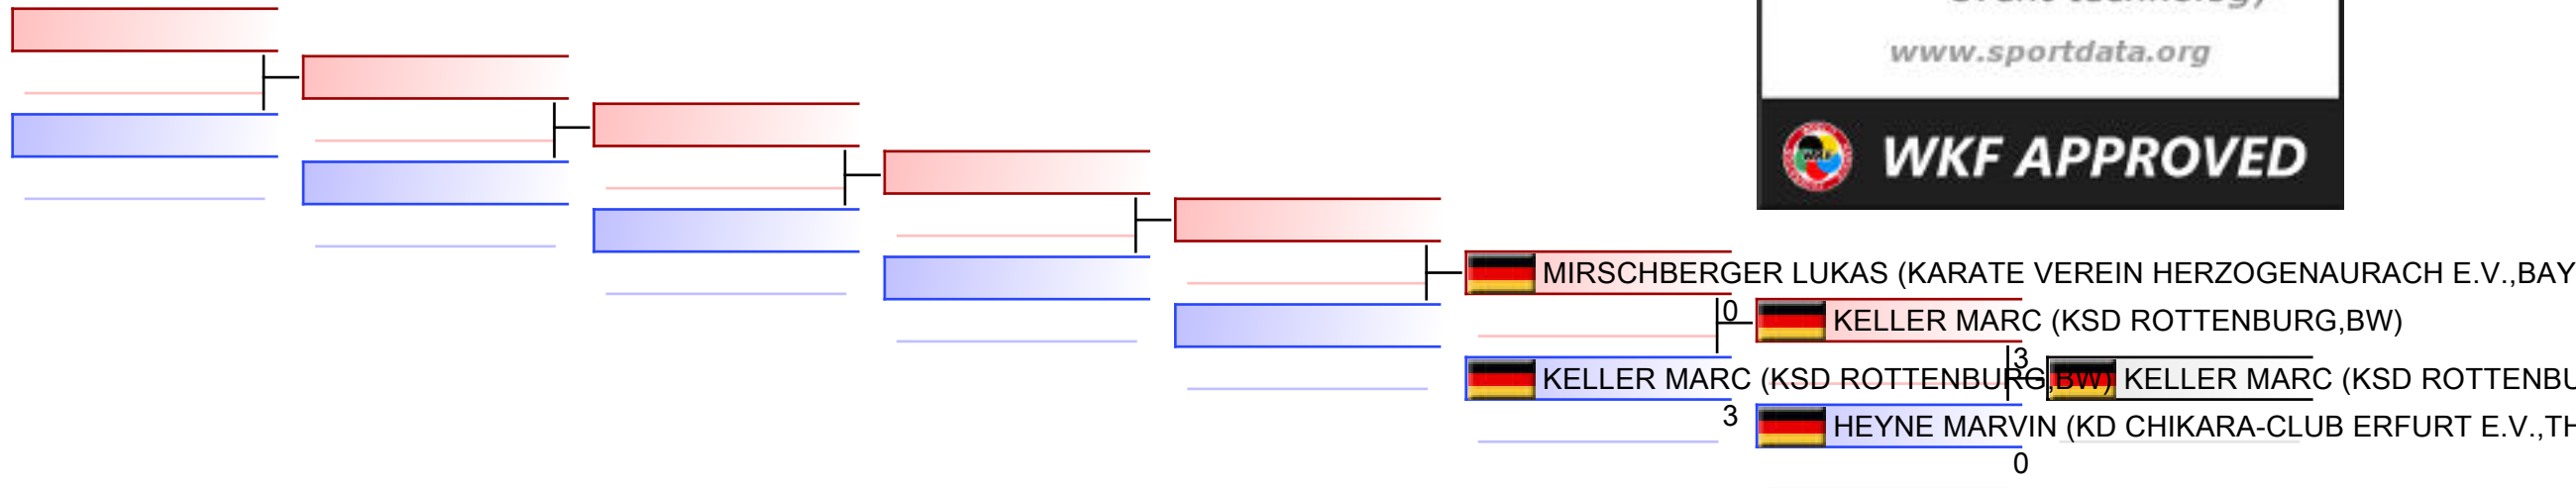 www.sportdata.org
WKF APPROVED
MIRSCHBERGER LUKAS (KARATE VEREIN HERZOGENAURACH E.V.,BAY
0
KELLER MARC (KSD ROTTENBURG,BW)
3
KELLER MARC (KSD ROTTENBURG,BW)
KELLER MARC (KSD ROTTENBU
3
HEYNE MARVIN (KD CHIKARA-CLUB ERFURT E.V.,TH
0